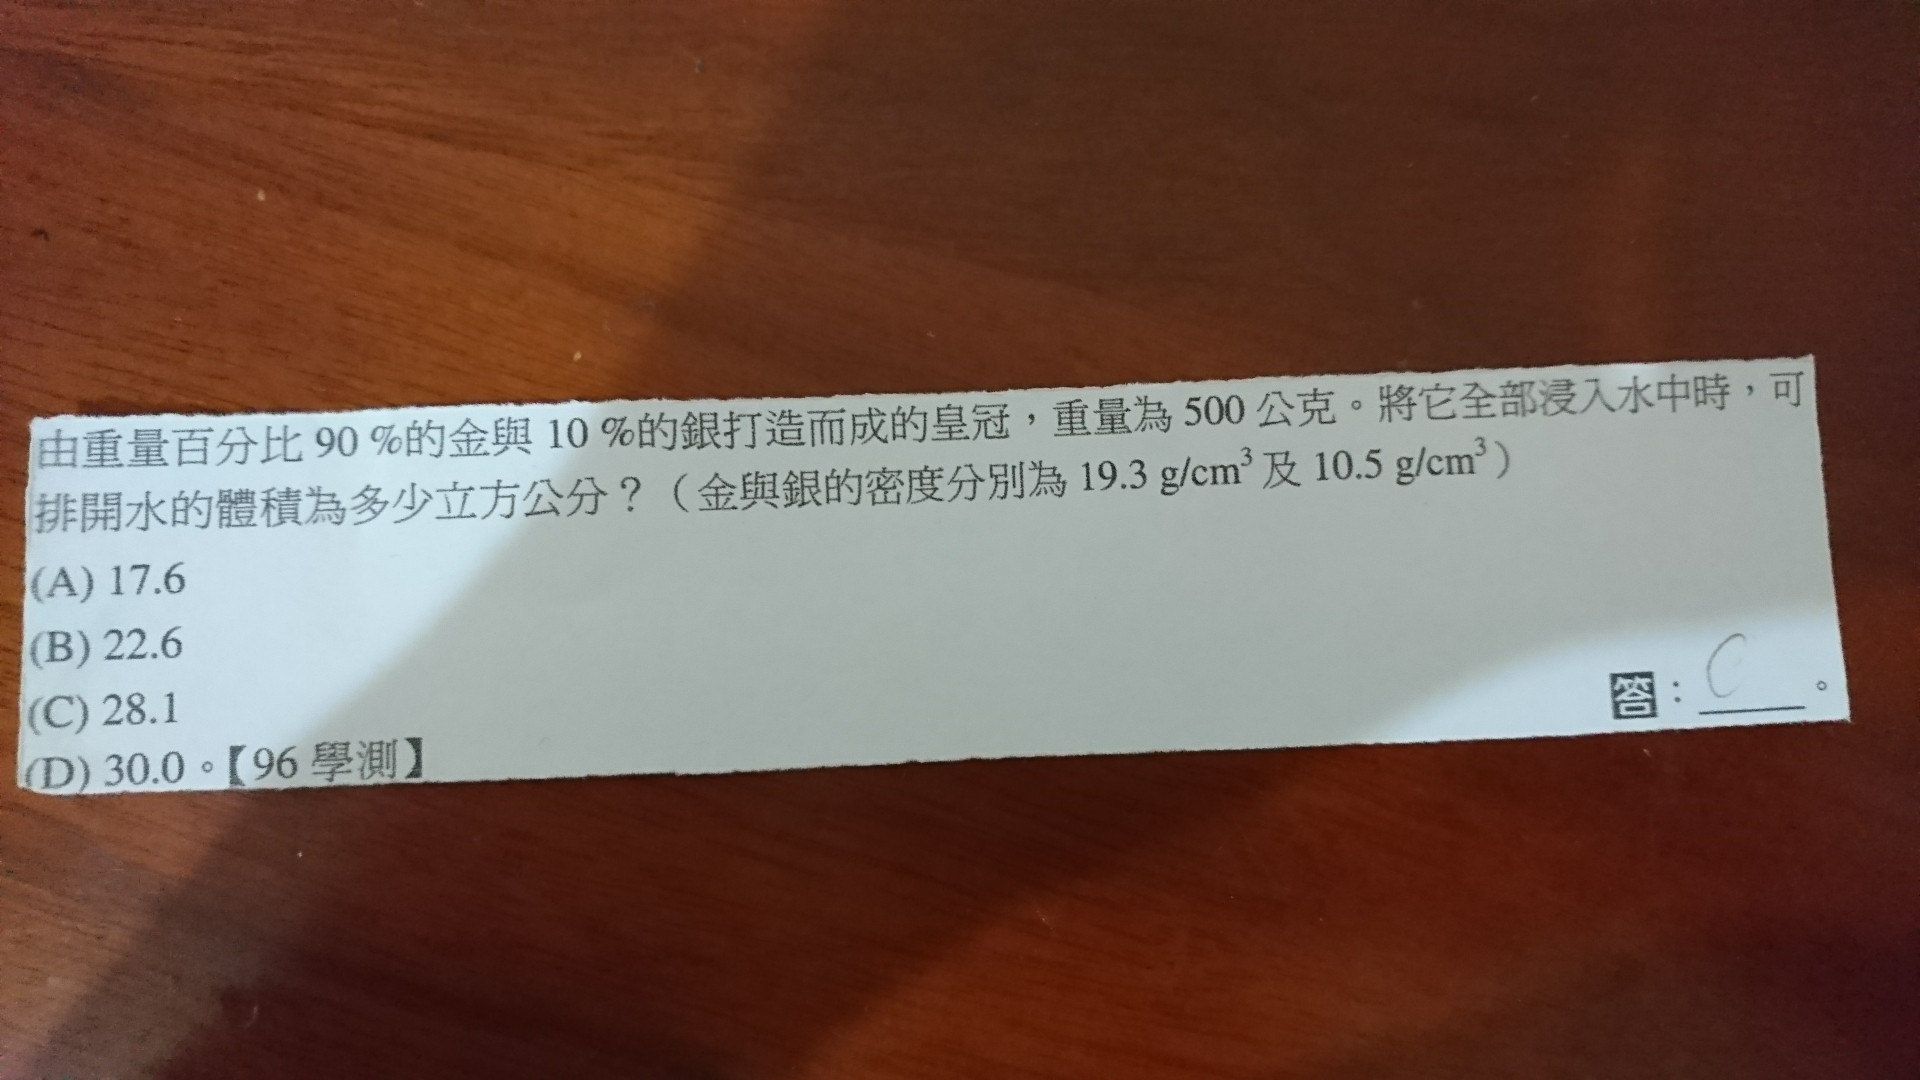 由重量百分比 90 %的金與 10 %的銀打造而成的皇冠，重量為 500 公克。將它全部浸入水中時，可
排開水的體積為多少立方公分？（金與銀的密度分別為 19.3 g/cm³ 及 10.5 g/cm³）
(A) 17.6
(B) 22.6
(C) 28.1
(D) 30.0。【96 學測】
答：C。